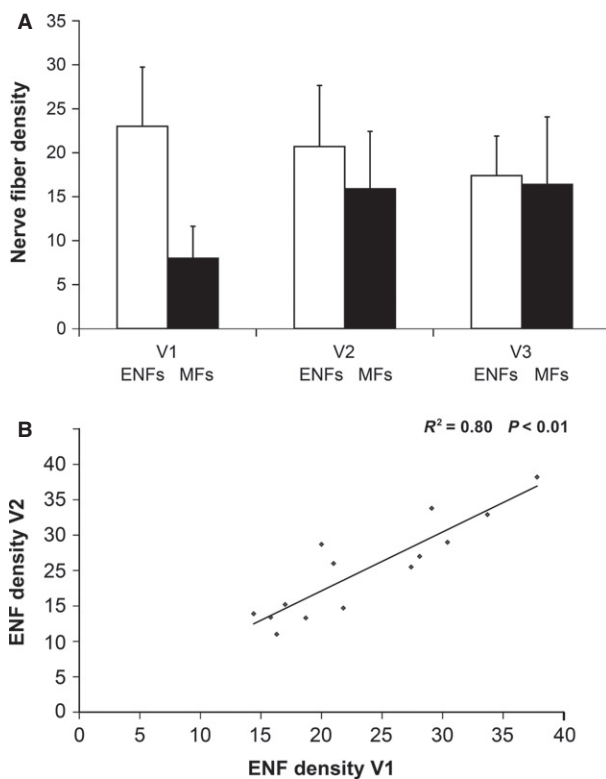 A
Nerve fiber density
35
30
25
20
15
10
5
0
V1 V2 V3
ENFs MFs ENFs MFs ENFs MFs
B
R² = 0.80 P < 0.01
ENF density V2
40
35
30
25
20
15
10
5
0
0 5 10 15 20 25 30 35 40
ENF density V1